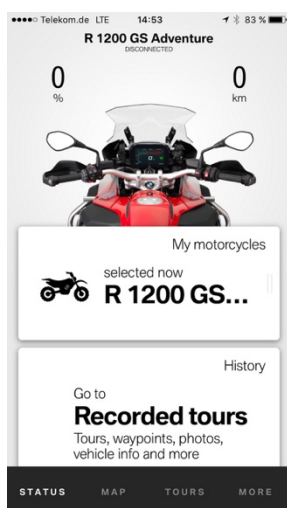 Telekom.de LTE 14:53 83 %
R 1200 GS Adventure
DISCONNECTED
0 0
% km
My motorcycles
selected now
R 1200 GS...
History
Go to
Recorded tours
Tours, waypoints, photos,
vehicle info and more
STATUS MAP TOURS MORE